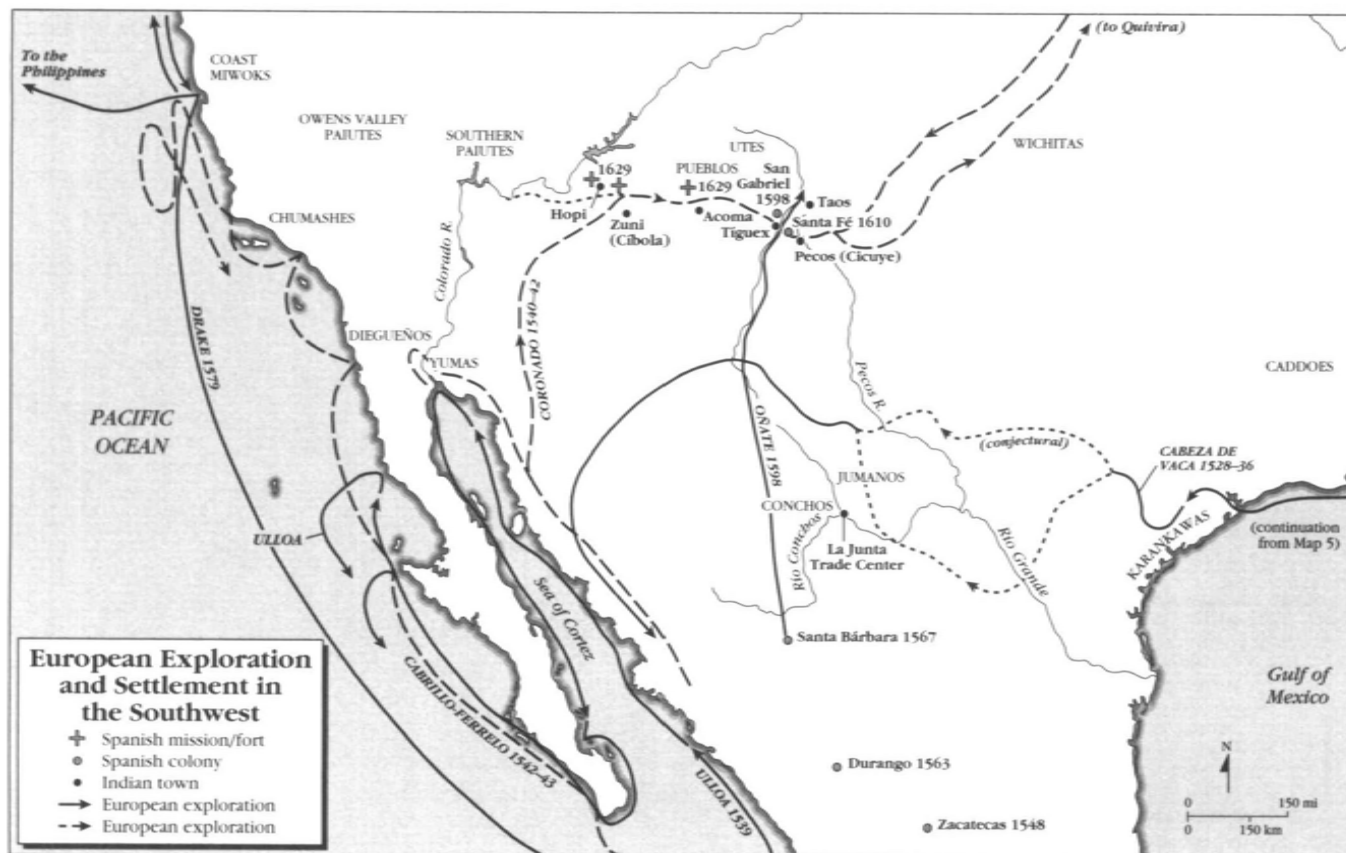 (to Quivira)
To the
Philippines
COAST
MIWOKS
OWENS VALLEY
PAIUTES
SOUTHERN
PAIUTES
UTES
WICHITAS
1629
PUEBLOS
1629
San
Gabriel
1598
Taos
Hopi
Zuni
(Cíbola)
Acoma
Tiguex
Santa Fé 1610
Pecos (Cicuye)
CHUMASHES
Colorado R.
DRAKE 1579
DIEGUEÑOS
YUMAS
CORONADO 1540–42
Pecos R.
CADDOES
PACIFIC
OCEAN
OÑATE 1598
(conjectural)
CABEZA DE
VACA 1528–36
JUMANOS
CONCHOS
ULLOA
Río Conchos
La Junta
Trade Center
Río Grande
KARANKAWAS
(continuation
from Map 5)
Sea of Cortez
Santa Bárbara 1567
CABRILLO-FERRELO 1542–43
ULLOA 1539
Gulf of
Mexico
Durango 1563
Zacatecas 1548
N
0 150 mi
0 150 km
European Exploration
and Settlement in
the Southwest
Spanish mission/fort
Spanish colony
Indian town
European exploration
European exploration